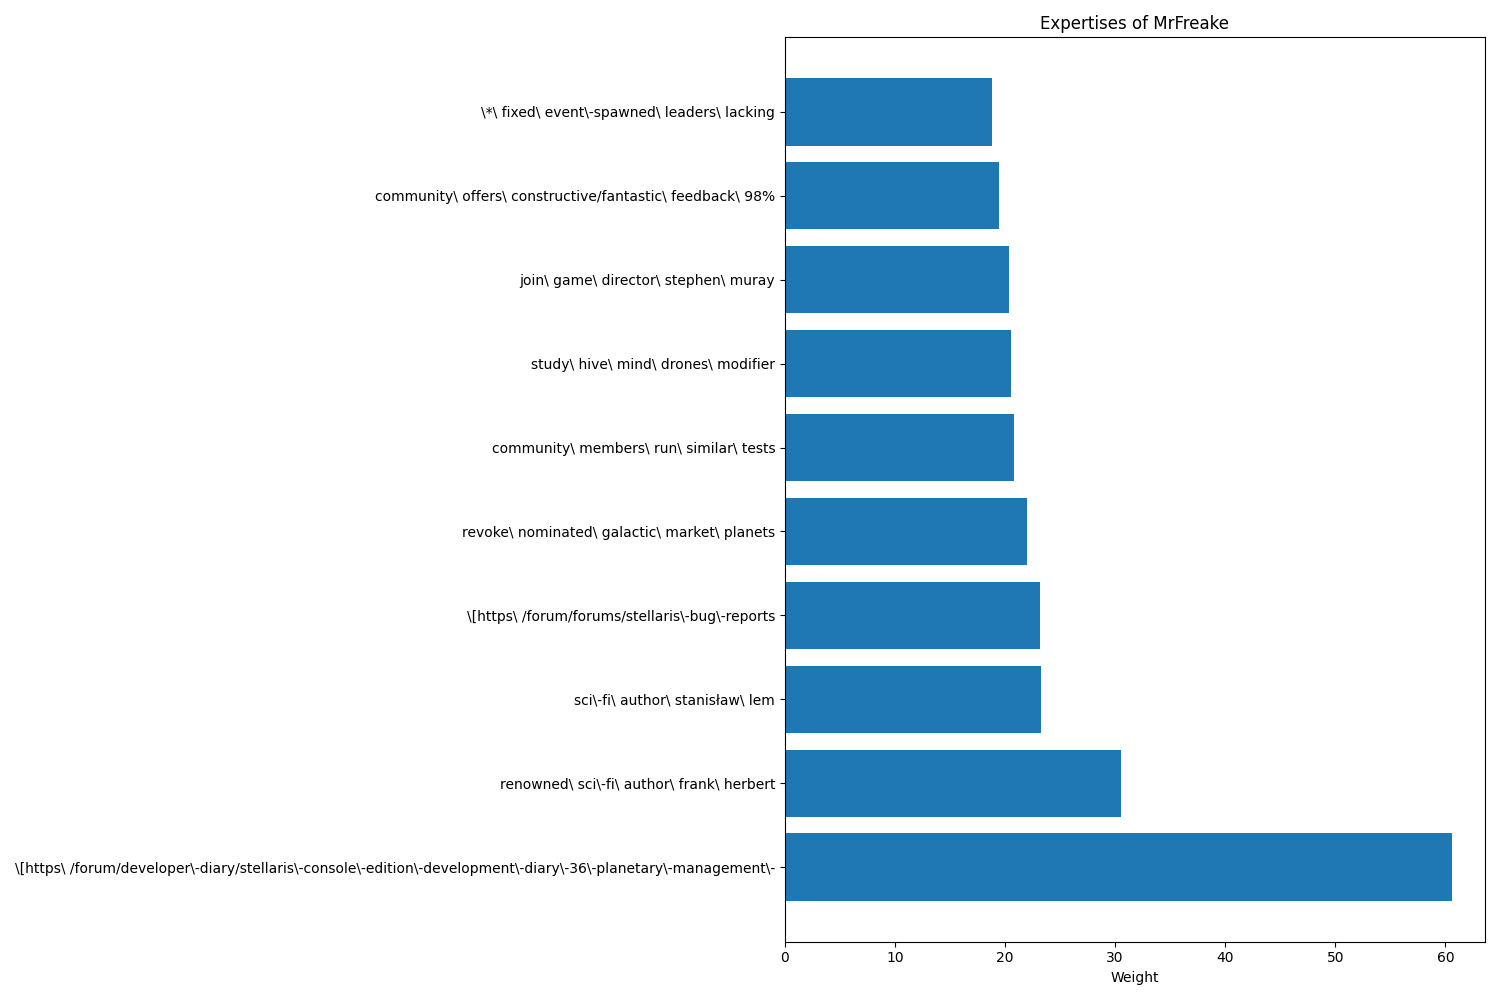 Expertises of MrFreake
\*\ fixed\ event\-spawned\ leaders\ lacking
community\ offers\ constructive/fantastic\ feedback\ 98%
join\ game\ director\ stephen\ muray
study\ hive\ mind\ drones\ modifier
community\ members\ run\ similar\ tests
revoke\ nominated\ galactic\ market\ planets
\[https\ /forum/forums/stellaris\-bug\-reports
sci\-fi\ author\ stanisław\ lem
renowned\ sci\-fi\ author\ frank\ herbert
\[https\ /forum/developer\-diary/stellaris\-console\-edition\-development\-diary\-36\-planetary\-management\-
0 10 20 30 40 50 60
Weight